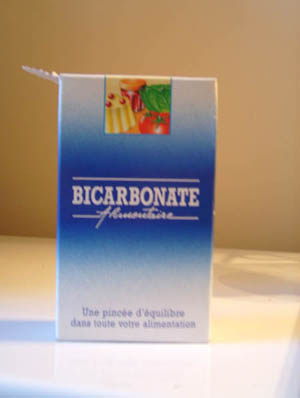 BICARBONATE
Alimentaire
Une pincée d'équilibre
dans toute votre alimentation